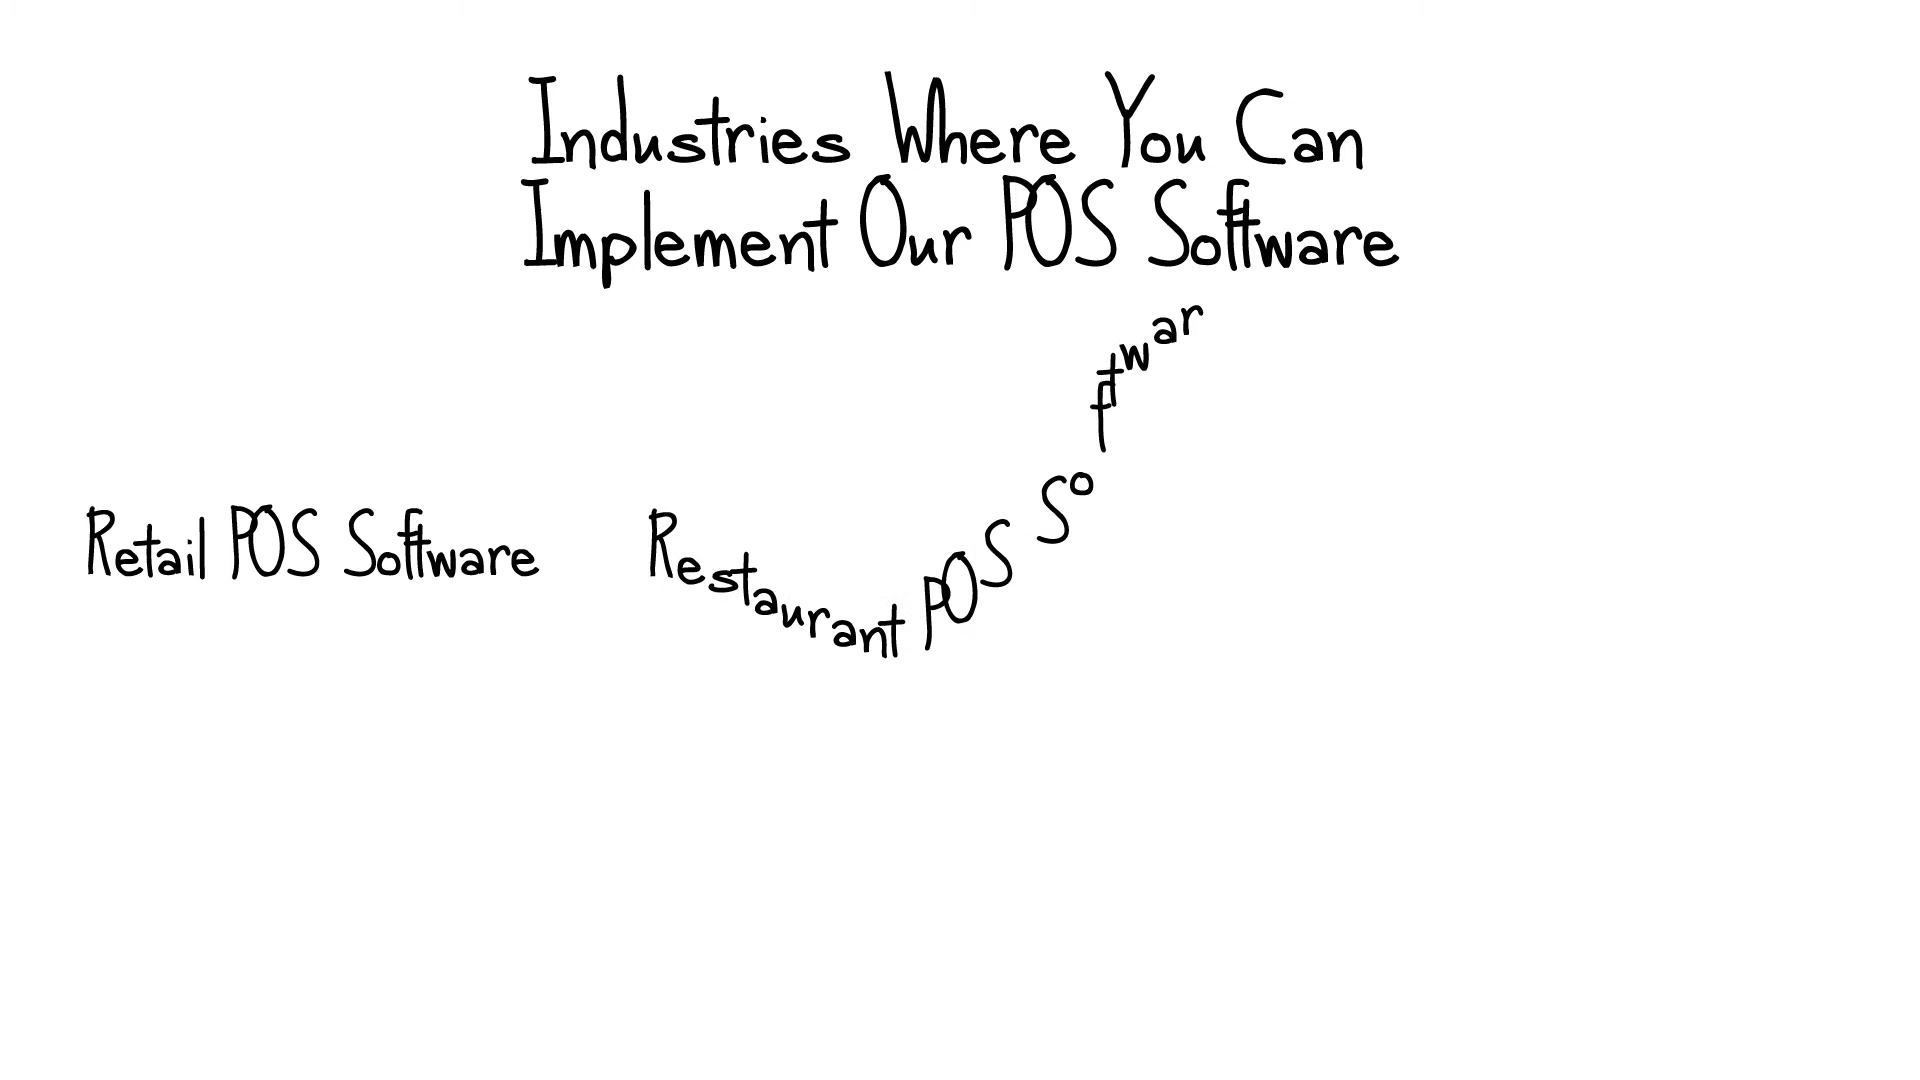 Industries Where You Can
Implement Our POS Software
Retail POS Software
Restaurant POS Softwar